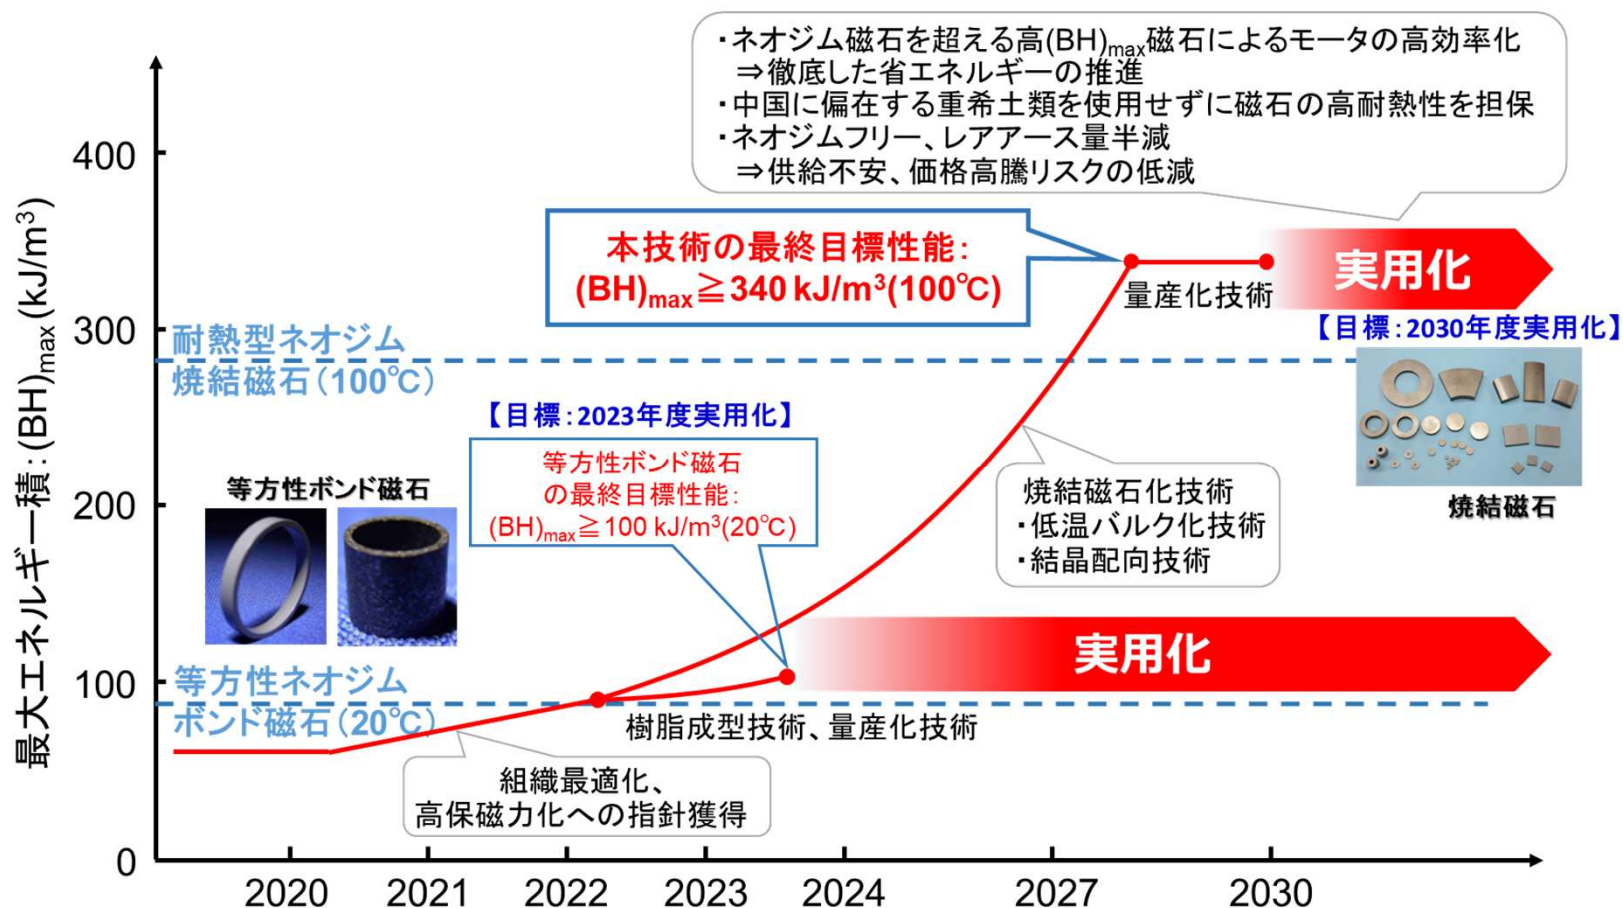 ・ネオジム磁石を超える高(BH)max磁石によるモータの高効率化
⇒徹底した省エネルギーの推進
・中国に偏在する重希土類を使用せずに磁石の高耐熱性を担保
・ネオジムフリー、レアアース量半減
⇒供給不安、価格高騰リスクの低減
最大エネルギー積:(BH)max(kJ/m³)
400
300
200
100
0
本技術の最終目標性能:
(BH)max≧340 kJ/m³(100℃)
量産化技術
実用化
【目標:2030年度実用化】
耐熱型ネオジム
焼結磁石(100℃)
【目標:2023年度実用化】
等方性ボンド磁石
の最終目標性能:
(BH)max≧100 kJ/m³(20℃)
等方性ボンド磁石
焼結磁石化技術
・低温バルク化技術
・結晶配向技術
焼結磁石
実用化
等方性ネオジム
ボンド磁石(20℃)
樹脂成型技術、量産化技術
組織最適化、
高保磁力化への指針獲得
2020
2021
2022
2023
2024
2027
2030